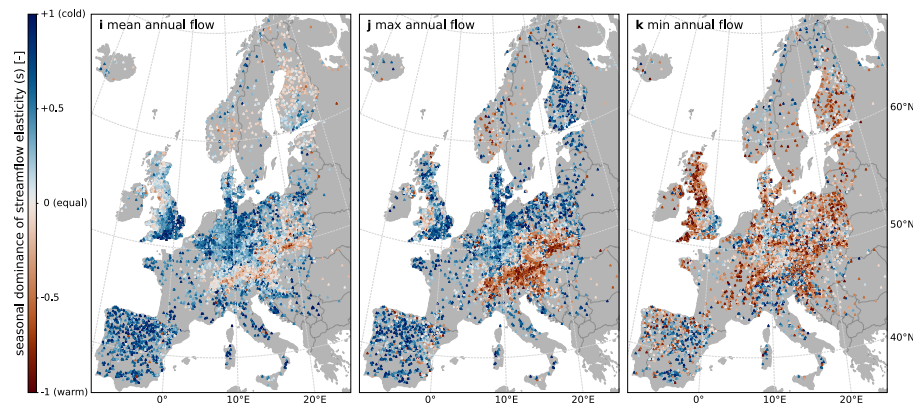 seasonal dominance of streamflow elasticity (s) [-]
+1 (cold)
+0,5
0 (equal)
-0,5
-1 (warm)
i mean annual flow
j max annual flow
k min annual flow
60°N
50°N
40°N
0° 10°E 20°E
0° 10°E 20°E
0° 10°E 20°E